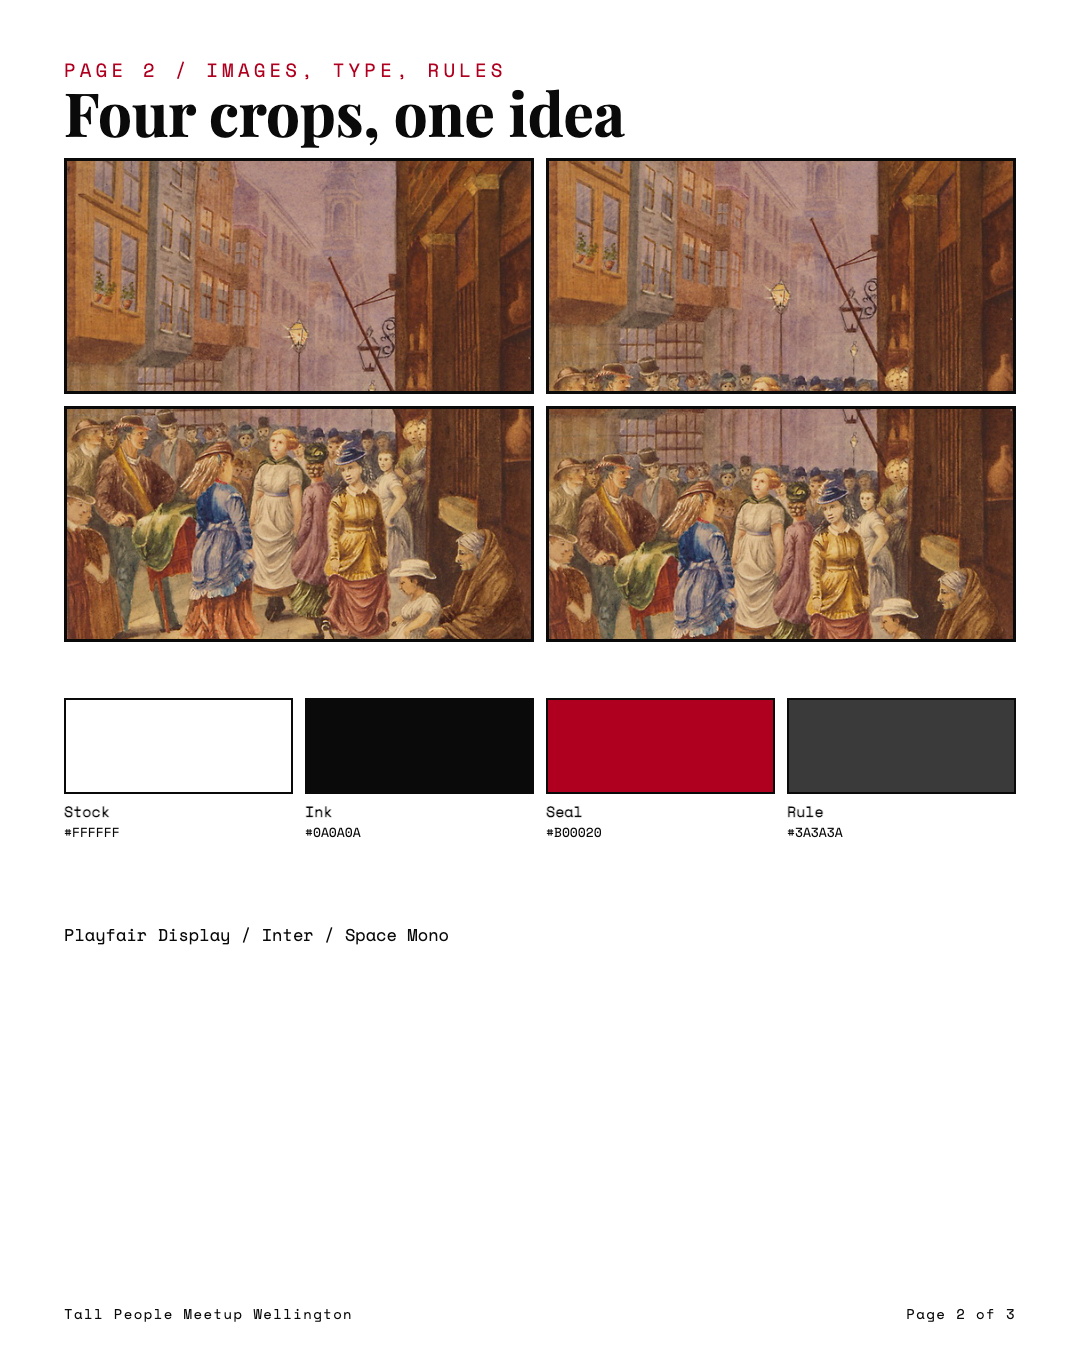 PAGE 2 / IMAGES, TYPE, RULES
Four crops, one idea
Stock
#FFFFFF
Ink
#0A0A0A
Seal
#B00020
Rule
#3A3A3A
Playfair Display / Inter / Space Mono
Tall People Meetup Wellington
Page 2 of 3